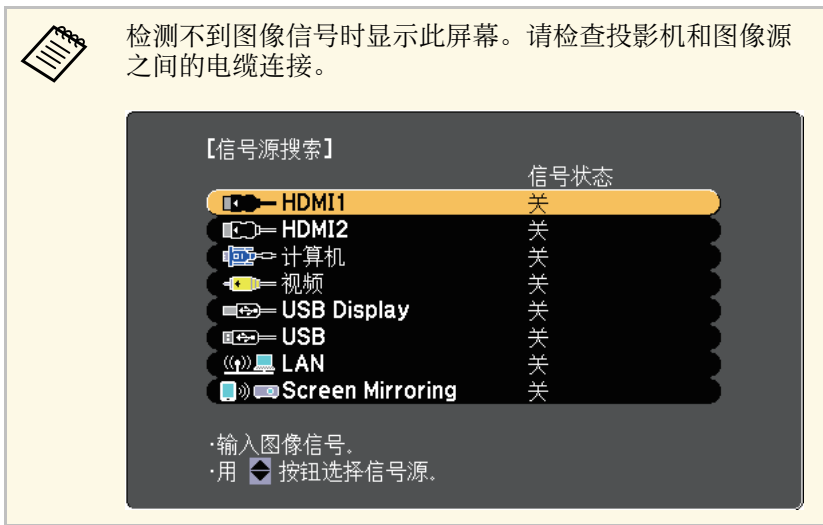 检测不到图像信号时显示此屏幕。请检查投影机和图像源
之间的电缆连接。
【信号源搜索】
信号状态
HDMI1 关
HDMI2 关
计算机 关
视频 关
USB Display 关
USB 关
LAN 关
Screen Mirroring 关
·输入图像信号。
·用 按钮选择信号源。